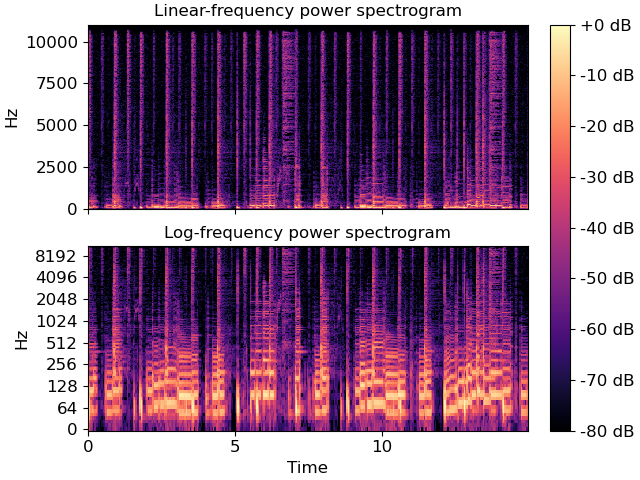 Linear-frequency power spectrogram
10000
7500
5000
2500
0
Hz
Log-frequency power spectrogram
8192
4096
2048
1024
512
256
128
64
0
Hz
0
5
10
Time
+0 dB
-10 dB
-20 dB
-30 dB
-40 dB
-50 dB
-60 dB
-70 dB
-80 dB